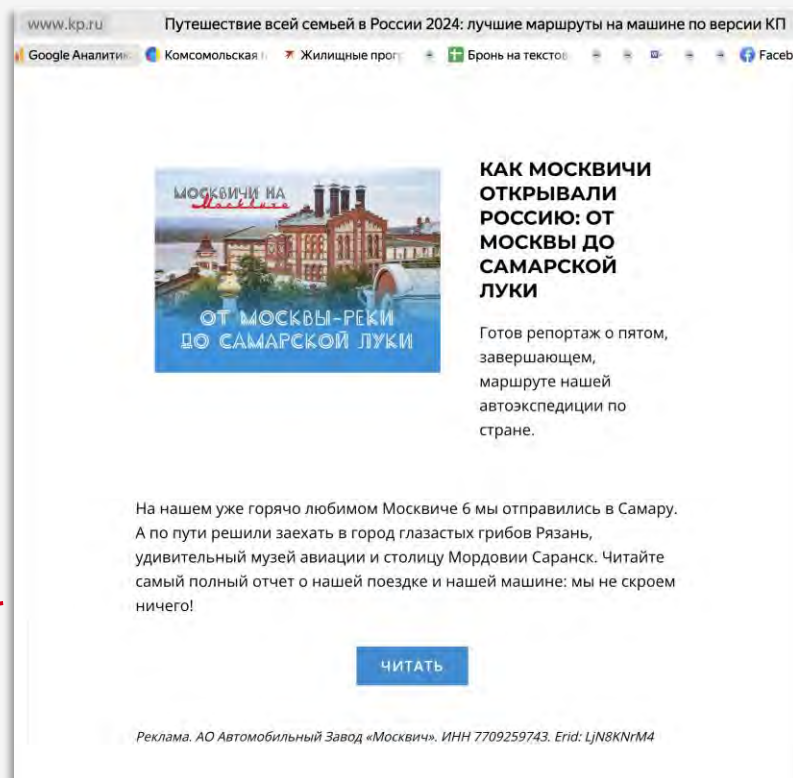 www.kp.ru Путешествие всей семьей в России 2024: лучшие маршруты на машине по версии КП
Google Аналитик Комсомольская Жилищные прог Бронь на текстов Faceb
МОСКВИЧИ НА
Москвиче
ОТ МОСКВЫ-РЕКИ
ДО САМАРСКОЙ ЛУКИ
КАК МОСКВИЧИ
ОТКРЫВАЛИ
РОССИЮ: ОТ
МОСКВЫ ДО
САМАРСКОЙ
ЛУКИ
Готов репортаж о пятом,
завершающем,
маршруте нашей
автоэкспедиции по
стране.
На нашем уже горячо любимом Москвиче 6 мы отправились в Самару.
А по пути решили заехать в город глазастых грибов Рязань,
удивительный музей авиации и столицу Мордовии Саранск. Читайте
самый полный отчет о нашей поездке и нашей машине: мы не скроем
ничего!
ЧИТАТЬ
Реклама. АО Автомобильный Завод «Москвич». ИНН 7709259743. Erid: LjN8KNrM4